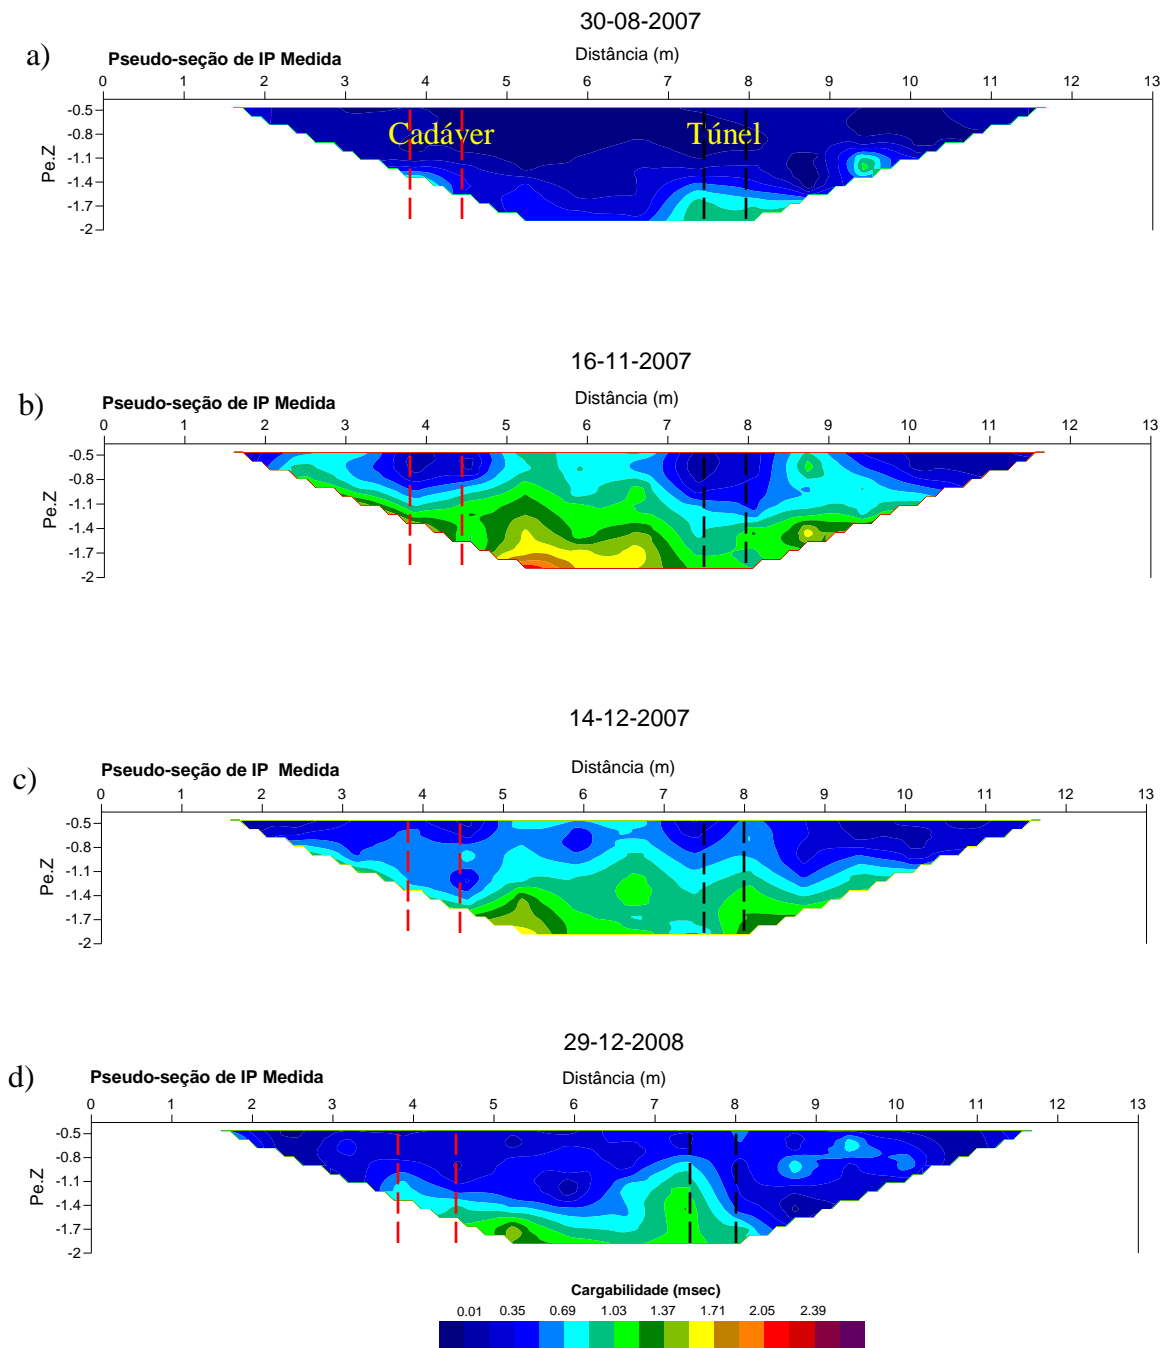 30-08-2007
a)
Pseudo-seção de IP Medida
Distância (m)
0 1 2 3 4 5 6 7 8 9 10 11 12 13
Pe.Z
-0.5
-0.8
-1.1
-1.4
-1.7
-2
Cadáver
Túnel
16-11-2007
b)
Pseudo-seção de IP Medida
Distância (m)
0 1 2 3 4 5 6 7 8 9 10 11 12 13
Pe.Z
-0.5
-0.8
-1.1
-1.4
-1.7
-2
14-12-2007
c)
Pseudo-seção de IP Medida
Distância (m)
0 1 2 3 4 5 6 7 8 9 10 11 12 13
Pe.Z
-0.5
-0.8
-1.1
-1.4
-1.7
-2
29-12-2008
d)
Pseudo-seção de IP Medida
Distância (m)
0 1 2 3 4 5 6 7 8 9 10 11 12 13
Pe.Z
-0.5
-0.8
-1.1
-1.4
-1.7
-2
Cargabilidade (msec)
0.01 0.35 0.69 1.03 1.37 1.71 2.05 2.39